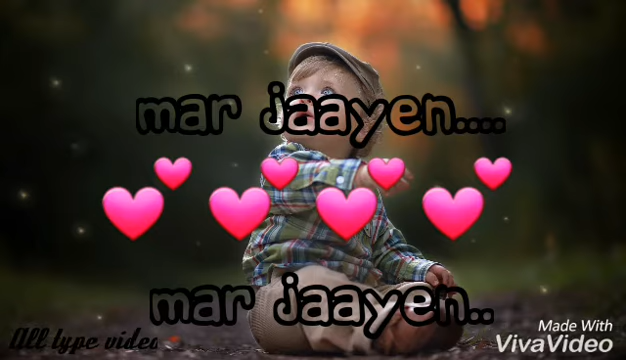 mar jaayen....
mar jaayen..
All type video
Made With
VivaVideo